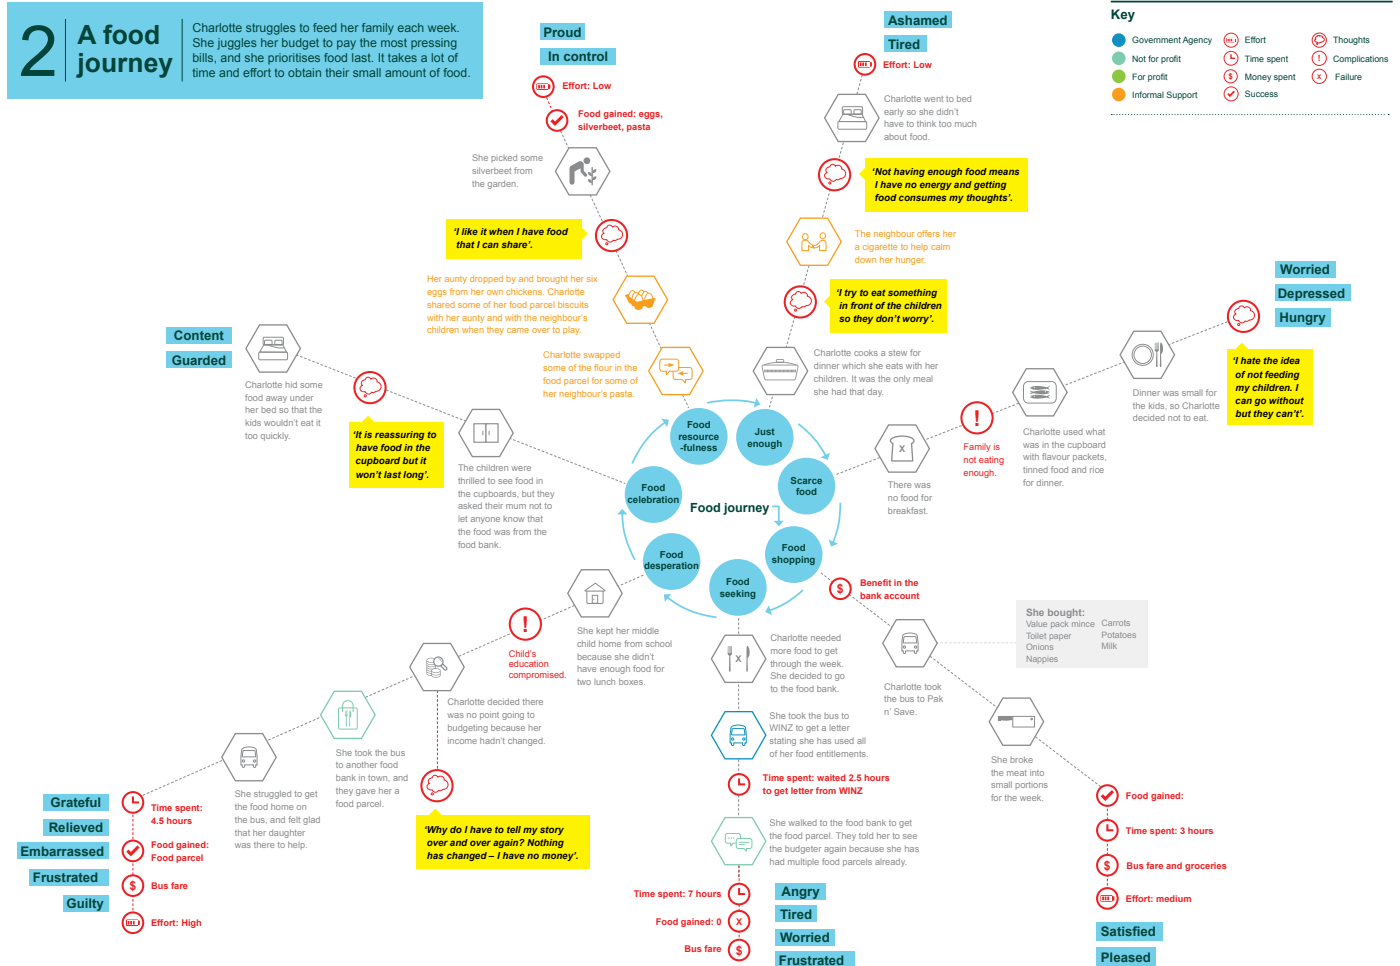 2
A food
journey
Charlotte struggles to feed her family each week.
She juggles her budget to pay the most pressing
bills, and she prioritises food last. It takes a lot of
time and effort to obtain their small amount of food.
Key
Government Agency
Not for profit
For profit
Informal Support
Effort
Time spent
$
Money spent
Success
Thoughts
!
Complications
x
Failure
Food journey
Food
shopping
$
Benefit in the
bank account
Charlotte took
the bus to Pak
n' Save.
She bought:
Value pack mince
Toilet paper
Onions
Nappies
Carrots
Potatoes
Milk
She broke
the meat into
small portions
for the week.
Food gained:
Time spent: 3 hours
$
Bus fare and groceries
Effort: medium
Satisfied
Pleased
Food
seeking
x
Charlotte needed
more food to get
through the week.
She decided to go
to the food bank.
She took the bus to
WINZ to get a letter
stating she has used all
of her food entitlements.
Time spent: waited 2.5 hours
to get letter from WINZ
She walked to the food bank to get
the food parcel. They told her to see
the budgeter again because she has
had multiple food parcels already.
Time spent: 7 hours
Food gained: 0
x
Bus fare
$
Angry
Tired
Worried
Frustrated
Food
desperation
She kept her middle
child home from school
because she didn't
have enough food for
two lunch boxes.
!
Child's
education
compromised.
Charlotte decided there
was no point going to
budgeting because her
income hadn't changed.
'Why do I have to tell my story
over and over again? Nothing
has changed – I have no money'.
She took the bus
to another food
bank in town, and
they gave her a
food parcel.
She struggled to get
the food home on
the bus, and felt glad
that her daughter
was there to help.
Time spent:
4.5 hours
Food gained:
Food parcel
$
Bus fare
Effort: High
Grateful
Relieved
Embarrassed
Frustrated
Guilty
Food
celebration
The children were
thrilled to see food in
the cupboards, but they
asked their mum not to
let anyone know that
the food was from the
food bank.
'It is reassuring to
have food in the
cupboard but it
won't last long'.
Charlotte hid some
food away under
her bed so that the
kids wouldn't eat it
too quickly.
Content
Guarded
Food
resource
-fulness
Charlotte swapped
some of the flour in the
food parcel for some of
her neighbour's pasta.
Her aunty dropped by and brought her six
eggs from her own chickens. Charlotte
shared some of her food parcel biscuits
with her aunty and with the neighbour's
children when they came over to play.
'I like it when I have food
that I can share'.
She picked some
silverbeet from
the garden.
Food gained: eggs,
silverbeet, pasta
Effort: Low
Proud
In control
Just
enough
Charlotte cooks a stew for
dinner which she eats with her
children. It was the only meal
she had that day.
'I try to eat something
in front of the children
so they don't worry'.
The neighbour offers her
a cigarette to help calm
down her hunger.
'Not having enough food means
I have no energy and getting
food consumes my thoughts'.
Charlotte went to bed
early so she didn't
have to think too much
about food.
Effort: Low
Ashamed
Tired
Scarce
food
x
There was
no food for
breakfast.
!
Family is
not eating
enough.
Charlotte used what
was in the cupboard
with flavour packets,
tinned food and rice
for dinner.
Dinner was small for
the kids, so Charlotte
decided not to eat.
'I hate the idea
of not feeding
my children. I
can go without
but they can't'.
Worried
Depressed
Hungry